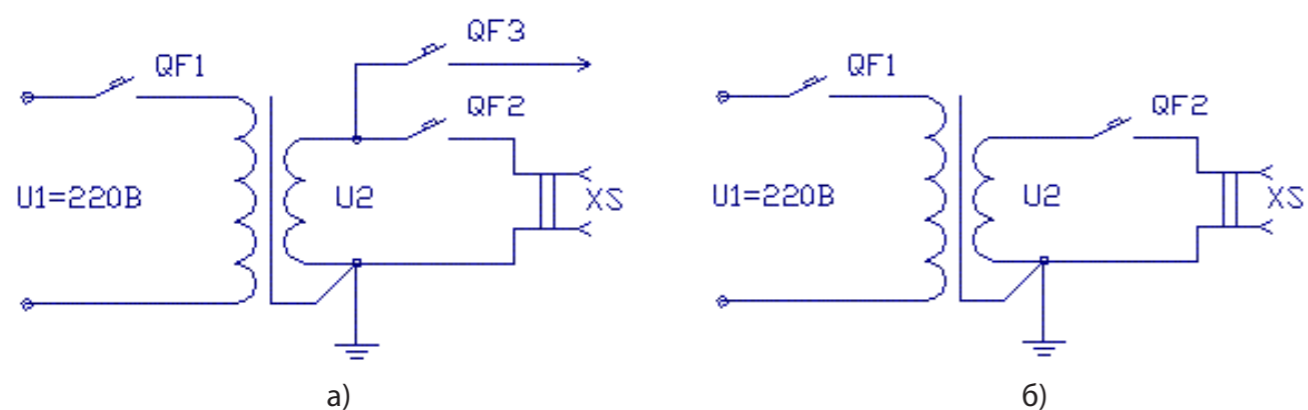 QF3
QF1
QF2
U1=220В
U2
XS
а)
QF1
QF2
U1=220В
U2
XS
б)